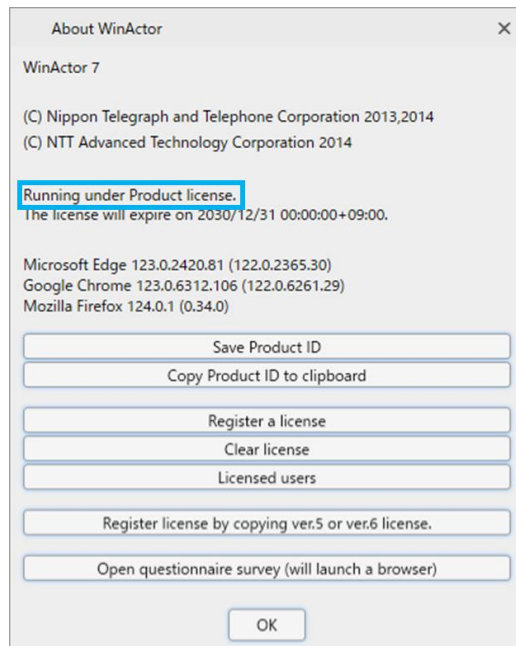 About WinActor
WinActor 7
(C) Nippon Telegraph and Telephone Corporation 2013,2014
(C) NTT Advanced Technology Corporation 2014
Running under Product license.
The license will expire on 2030/12/31 00:00:00+09:00.
Microsoft Edge 123.0.2420.81 (122.0.2365.30)
Google Chrome 123.0.6312.106 (122.0.6261.29)
Mozilla Firefox 124.0.1 (0.34.0)
Save Product ID
Copy Product ID to clipboard
Register a license
Clear license
Licensed users
Register license by copying ver.5 or ver.6 license.
Open questionnaire survey (will launch a browser)
OK